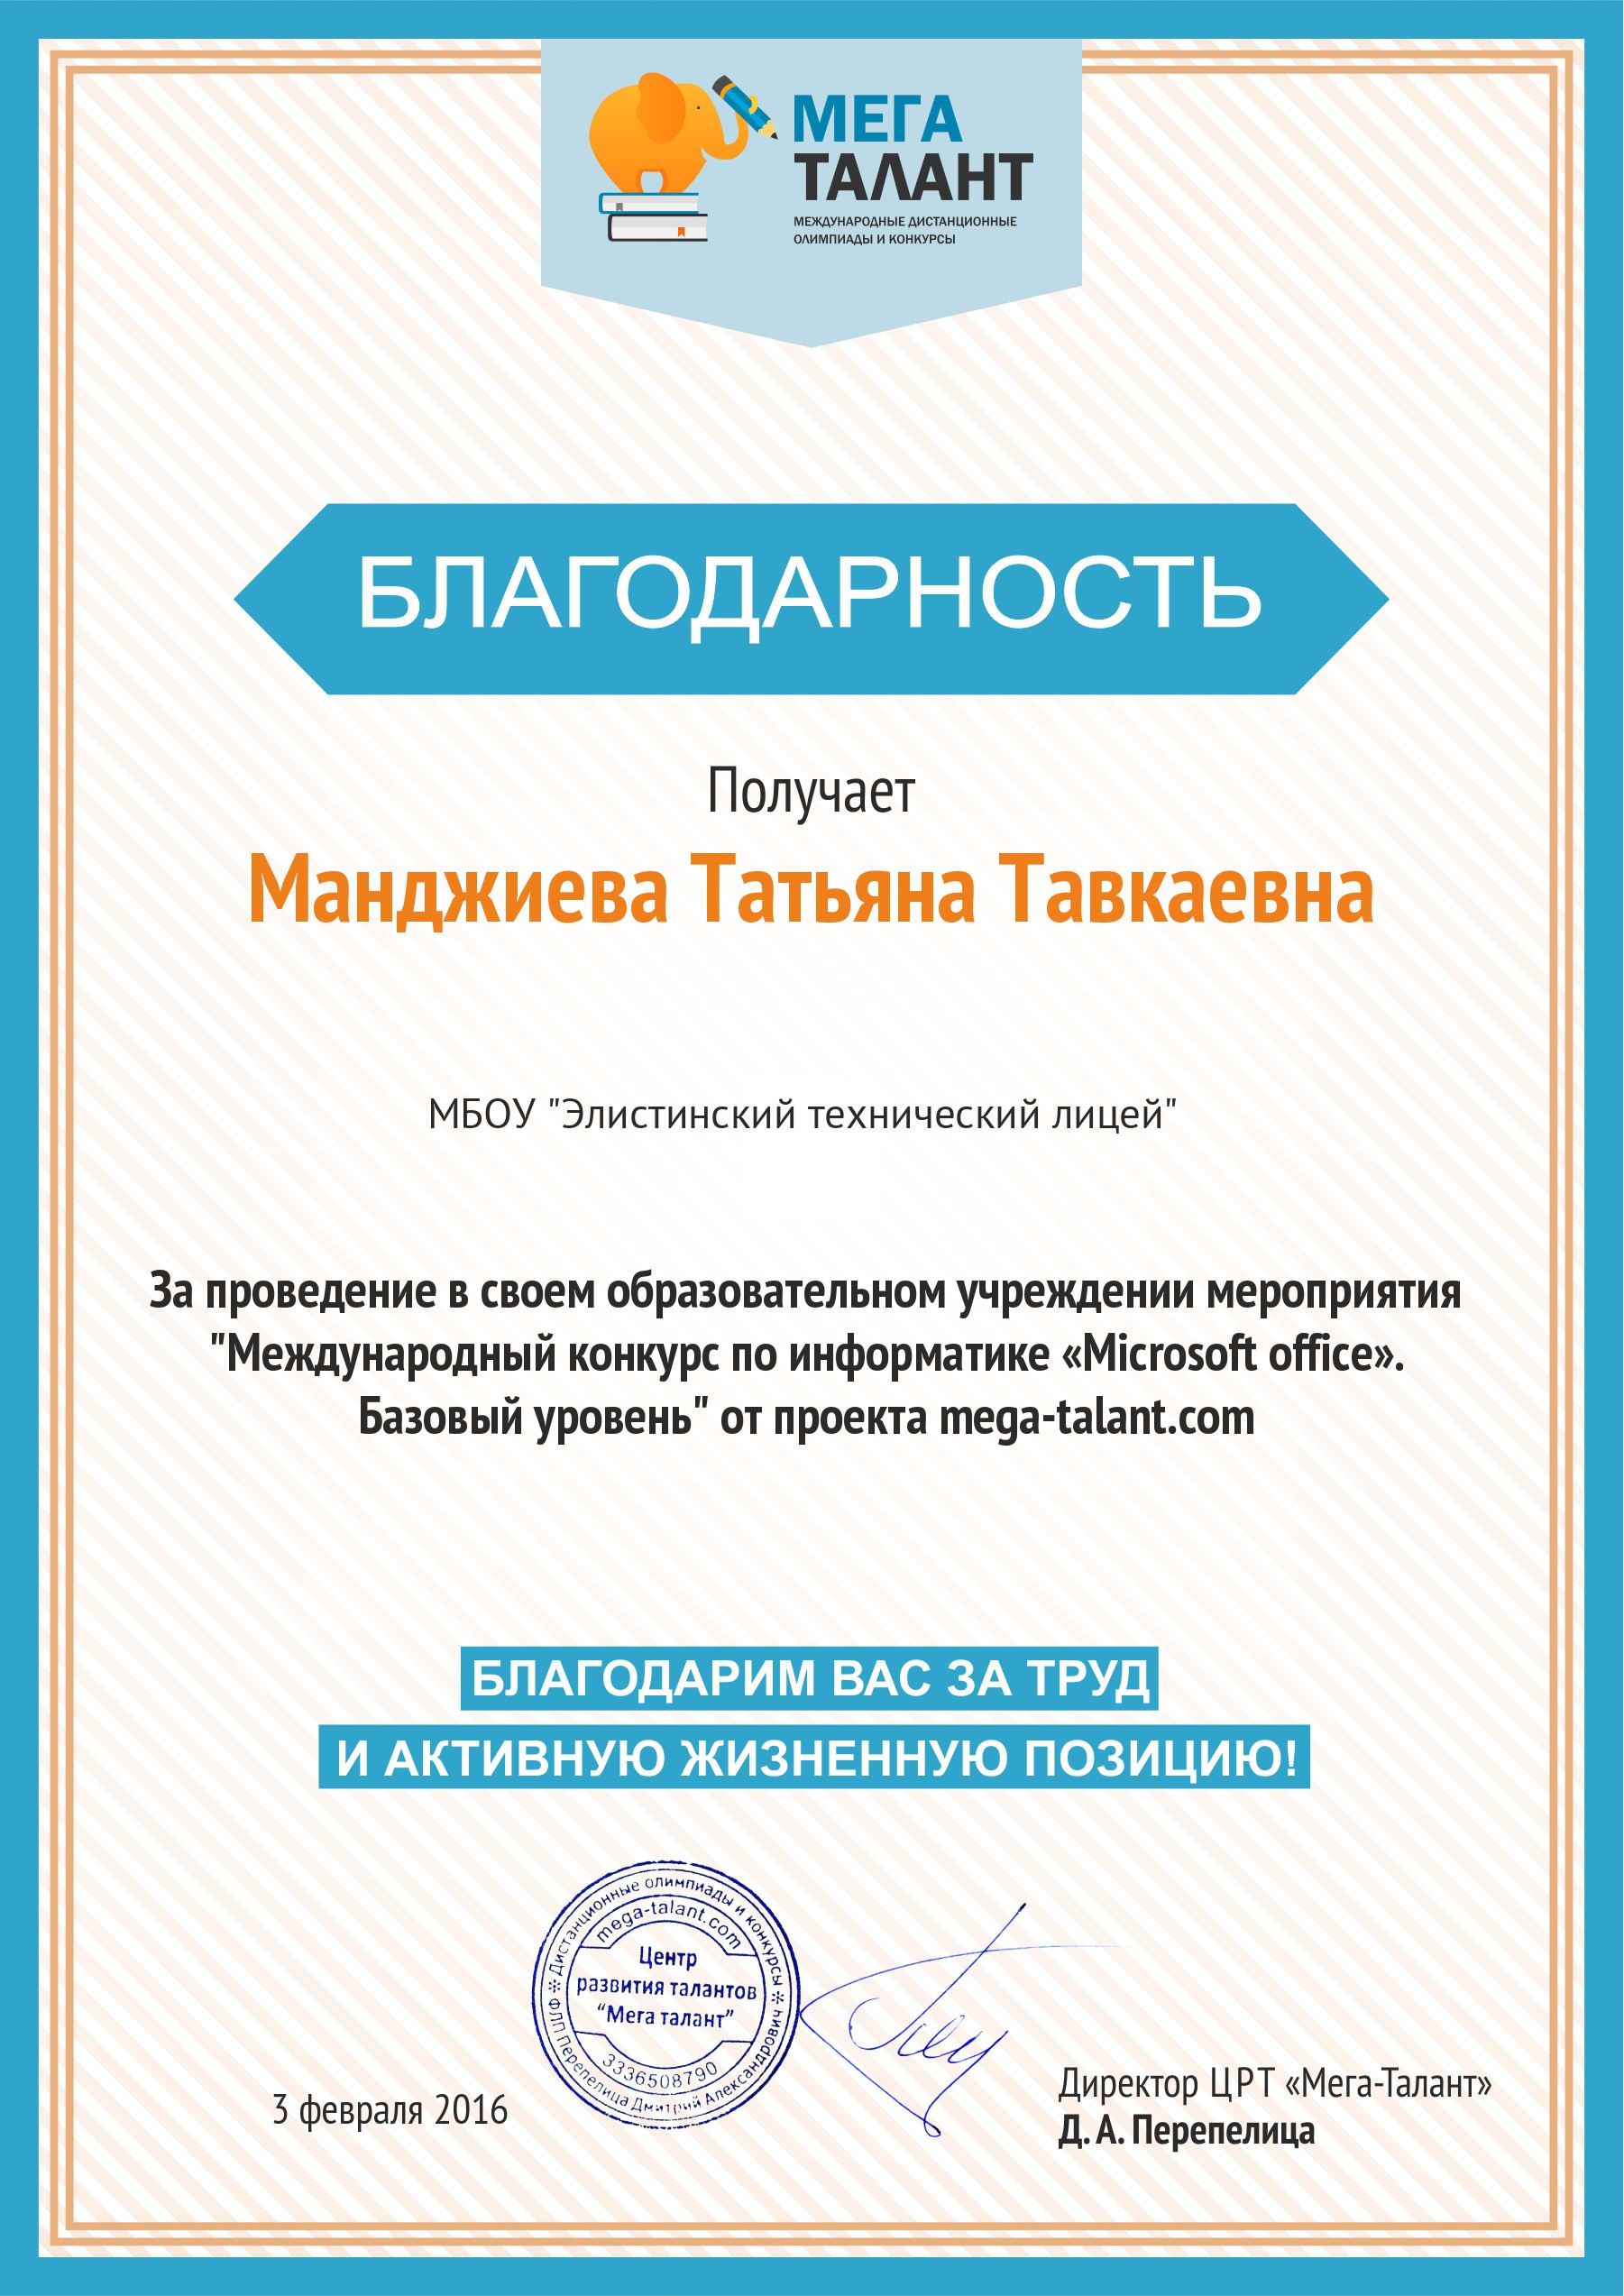 МЕГА
ТАЛАНТ
МЕЖДУНАРОДНЫЕ ДИСТАНЦИОННЫЕ
ОЛИМПИАДЫ И КОНКУРСЫ
БЛАГОДАРНОСТЬ
Получает
Манджиева Татьяна Тавкаевна
МБОУ "Элистинский технический лицей"
За проведение в своем образовательном учреждении мероприятия
"Международный конкурс по информатике «Microsoft office».
Базовый уровень" от проекта mega-talant.com
БЛАГОДАРИМ ВАС ЗА ТРУД
И АКТИВНУЮ ЖИЗНЕННУЮ ПОЗИЦИЮ!
Дистанционные олимпиады и конкурсы
mega-talant.com
Центр
развития талантов
“Мега талант”
3336508790
ФЛП Перепелица Дмитрий Александрович
3 февраля 2016
Директор ЦРТ «Мега-Талант»
Д. А. Перепелица